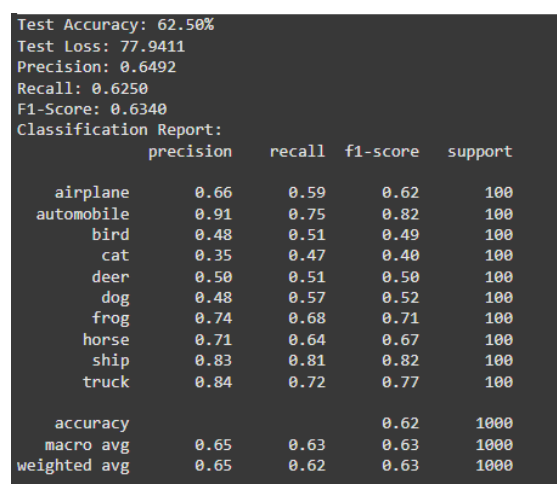 Test Accuracy: 62.50%
Test Loss: 77.9411
Precision: 0.6492
Recall: 0.6250
F1-Score: 0.6340
Classification Report:
precision recall f1-score support
airplane 0.66 0.59 0.62 100
automobile 0.91 0.75 0.82 100
bird 0.48 0.51 0.49 100
cat 0.35 0.47 0.40 100
deer 0.50 0.51 0.50 100
dog 0.48 0.57 0.52 100
frog 0.74 0.68 0.71 100
horse 0.71 0.64 0.67 100
ship 0.83 0.81 0.82 100
truck 0.84 0.72 0.77 100
accuracy 0.62 1000
macro avg 0.65 0.63 0.63 1000
weighted avg 0.65 0.62 0.63 1000